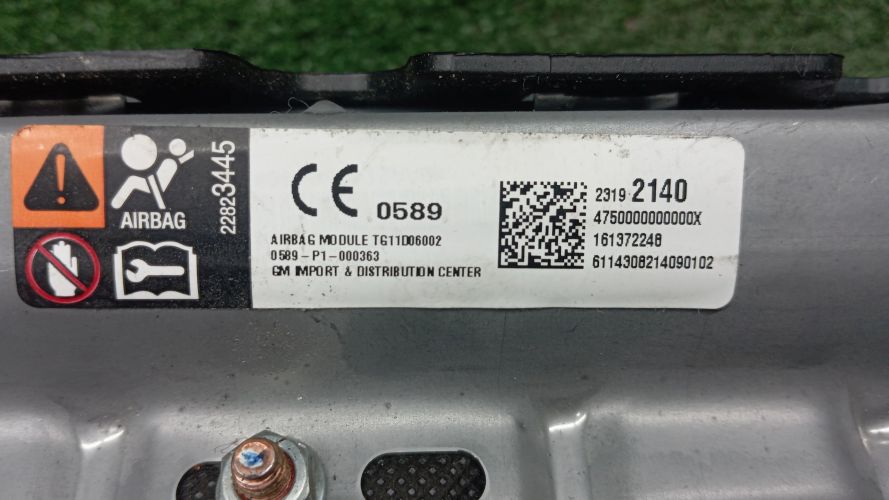 AIRBAG
22823445
CE 0589
AIRBAG MODULE TG11D06002
0589-P1-000363
GM IMPORT & DISTRIBUTION CENTER
2319 2140
4750000000000X
161372248
6114308214090102